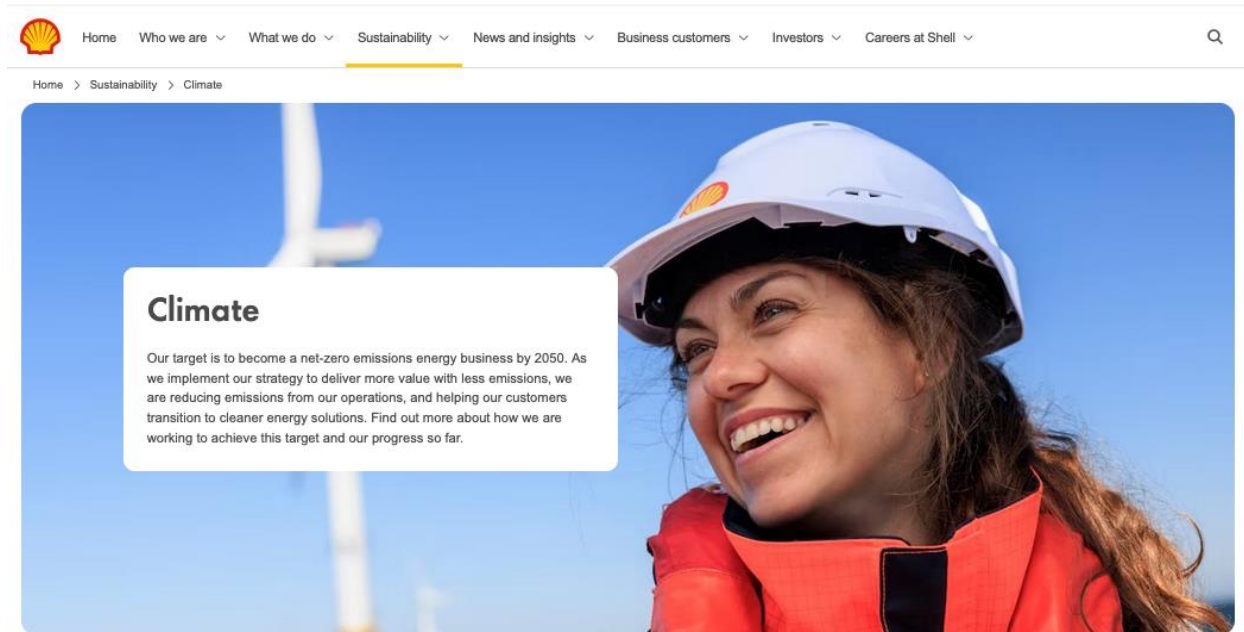 Home Who we are What we do Sustainability News and insights Business customers Investors Careers at Shell
Home > Sustainability > Climate
Climate
Our target is to become a net-zero emissions energy business by 2050. As
we implement our strategy to deliver more value with less emissions, we
are reducing emissions from our operations, and helping our customers
transition to cleaner energy solutions. Find out more about how we are
working to achieve this target and our progress so far.